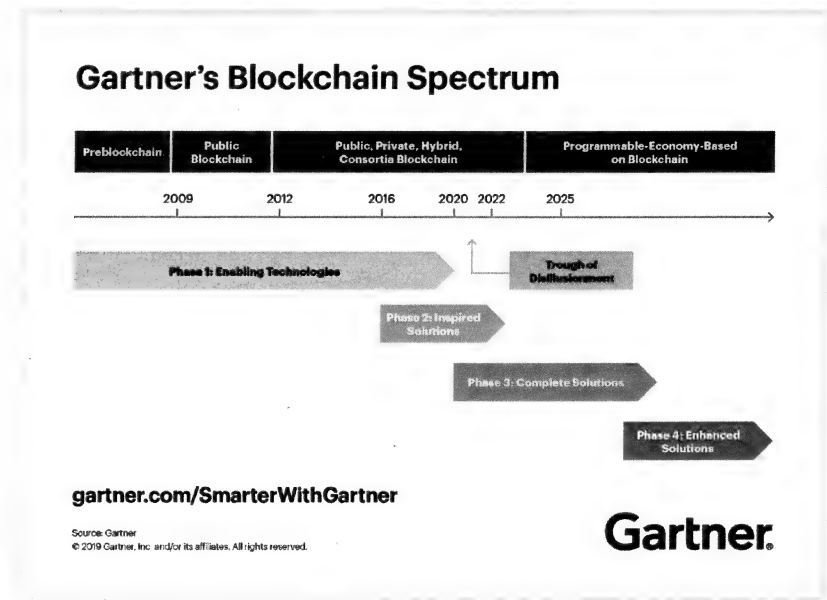 Gartner's Blockchain Spectrum
Preblockchain
Public
Blockchain
Public, Private, Hybrid,
Consortia Blockchain
Programmable-Economy-Based
on Blockchain
2009
2012
2016
2020
2022
2025
Phase 1: Enabling Technologies
Trough of
Disillusionment
Phase 2: Inspired
Solutions
Phase 3: Complete Solutions
Phase 4: Enhanced
Solutions
gartner.com/SmarterWithGartner
Source: Gartner
© 2019 Gartner, Inc. and/or its affiliates. All rights reserved.
Gartner®